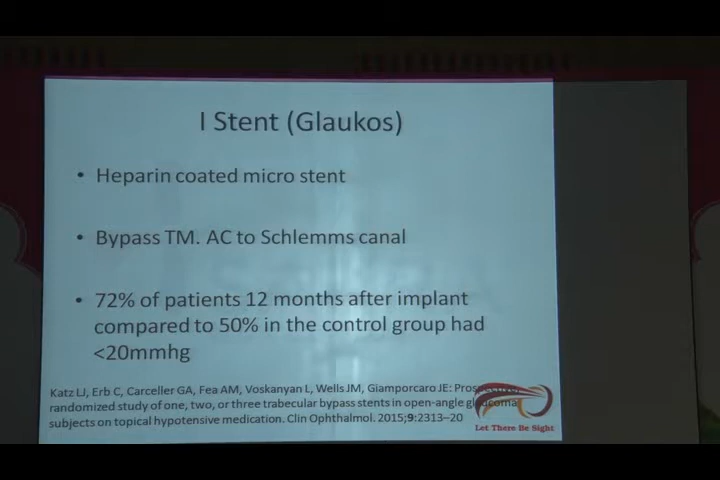 I Stent (Glaukos)
• Heparin coated micro stent
• Bypass TM. AC to Schlemms canal
• 72% of patients 12 months after implant
compared to 50% in the control group had
<20mmhg
Katz LJ, Erb C, Carceller GA, Fea AM, Voskanyan L, Wells JM, Giamporcaro JE:
randomized study of one, two, or three trabecular bypass stents in open-angle glaucoma
subjects on topical hypotensive medication. Clin Ophthalmol. 2015;9:2313–20
Let There Be Sight